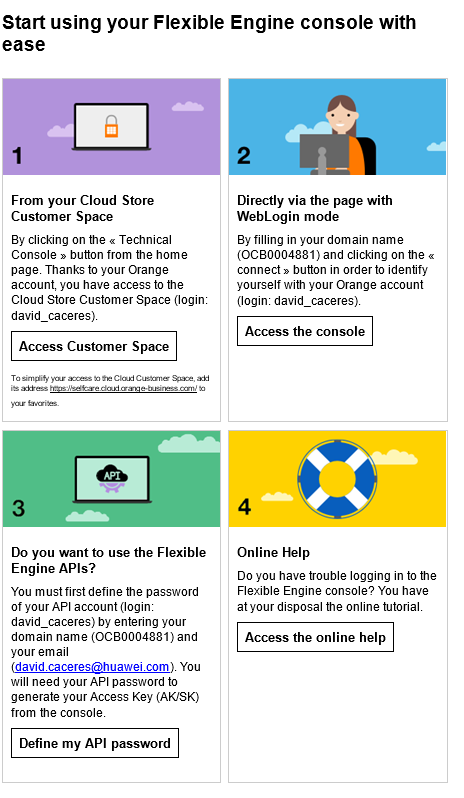 Start using your Flexible Engine console with
ease
1
From your Cloud Store
Customer Space
By clicking on the « Technical
Console » button from the home
page. Thanks to your Orange
account, you have access to the
Cloud Store Customer Space (login:
david_caceres).
Access Customer Space
To simplify your access to the Cloud Customer Space, add
its address https://selfcare.cloud.orange-business.com/ to
your favorites.
2
Directly via the page with
WebLogin mode
By filling in your domain name
(OCB0004881) and clicking on the «
connect » button in order to identify
yourself with your Orange account
(login: david_caceres).
Access the console
API
3
Do you want to use the Flexible
Engine APIs?
You must first define the password
of your API account (login:
david_caceres) by entering your
domain name (OCB0004881) and
your email
(david.caceres@huawei.com). You
will need your API password to
generate your Access Key (AK/SK)
from the console.
Define my API password
4
Online Help
Do you have trouble logging in to the
Flexible Engine console? You have
at your disposal the online tutorial.
Access the online help